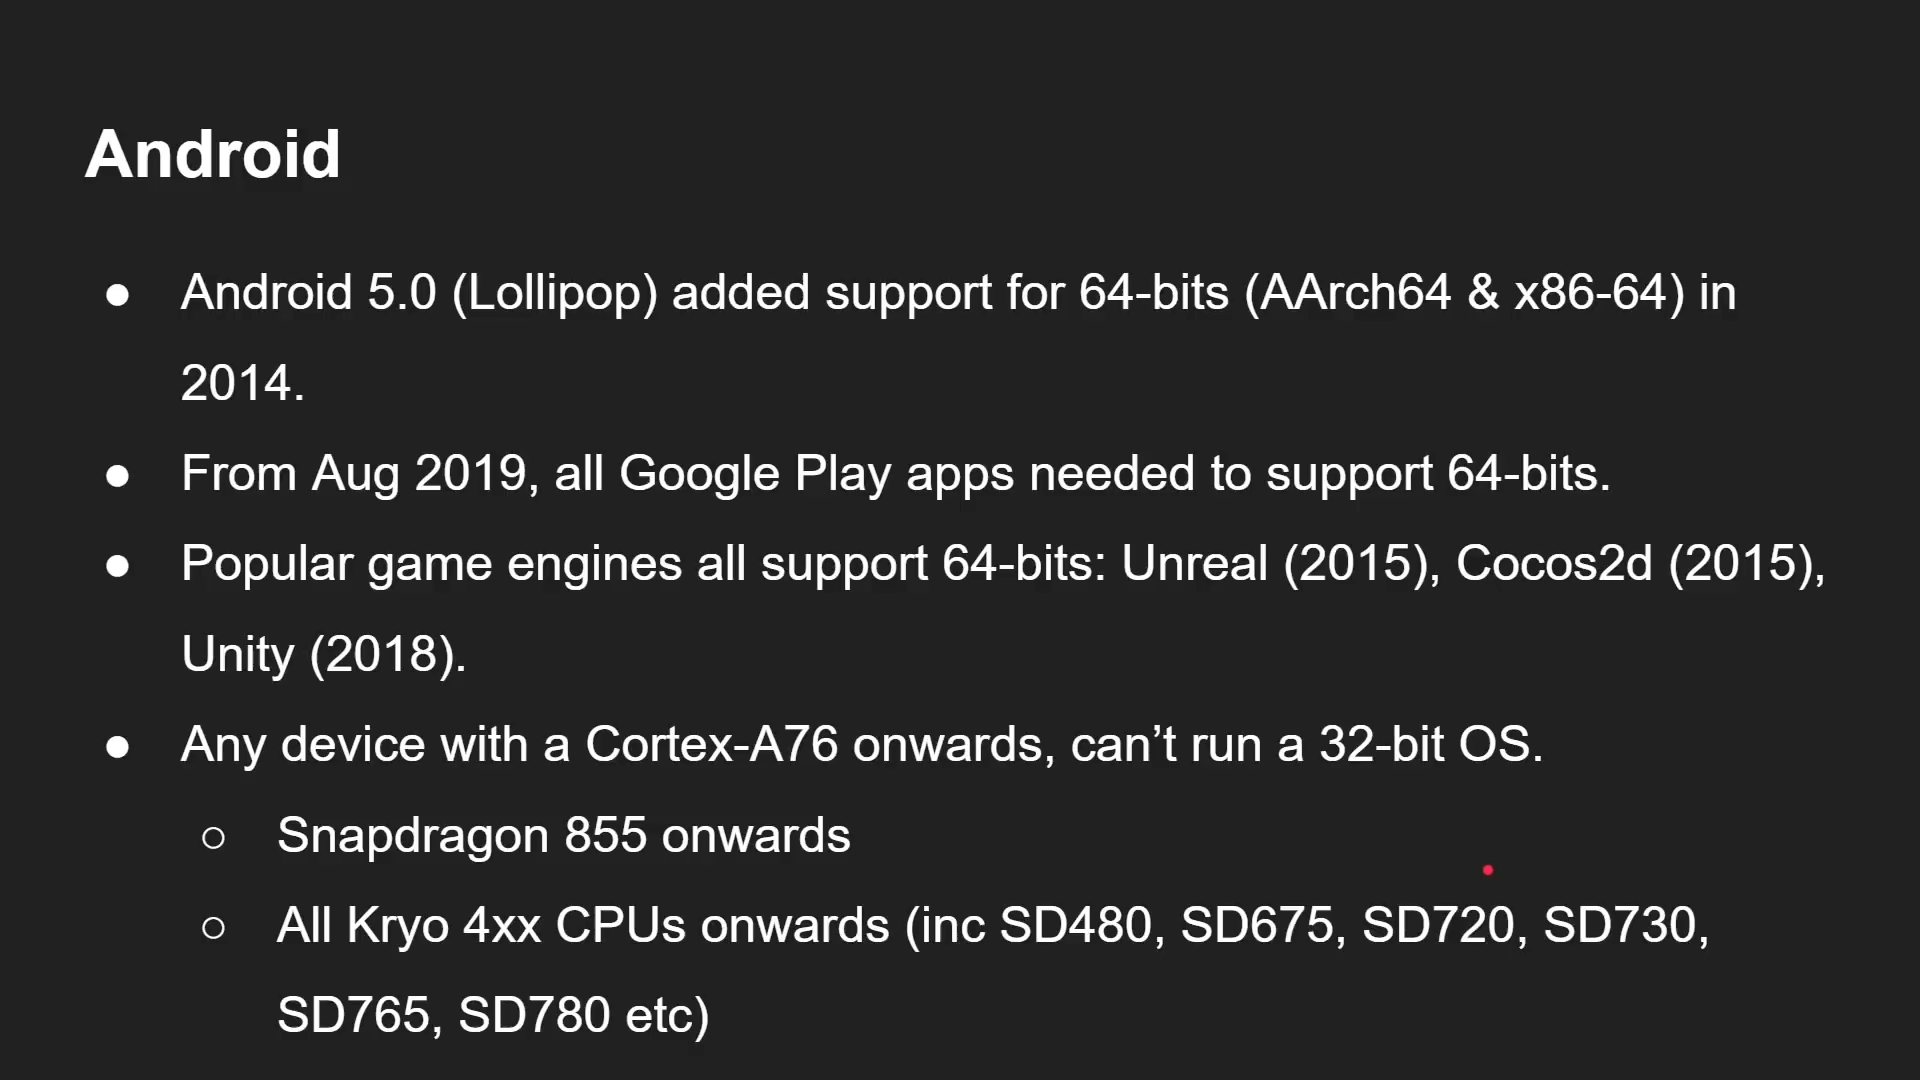 Android
● Android 5.0 (Lollipop) added support for 64-bits (AArch64 & x86-64) in
2014.
● From Aug 2019, all Google Play apps needed to support 64-bits.
● Popular game engines all support 64-bits: Unreal (2015), Cocos2d (2015),
Unity (2018).
● Any device with a Cortex-A76 onwards, can’t run a 32-bit OS.
○ Snapdragon 855 onwards
○ All Kryo 4xx CPUs onwards (inc SD480, SD675, SD720, SD730,
SD765, SD780 etc)